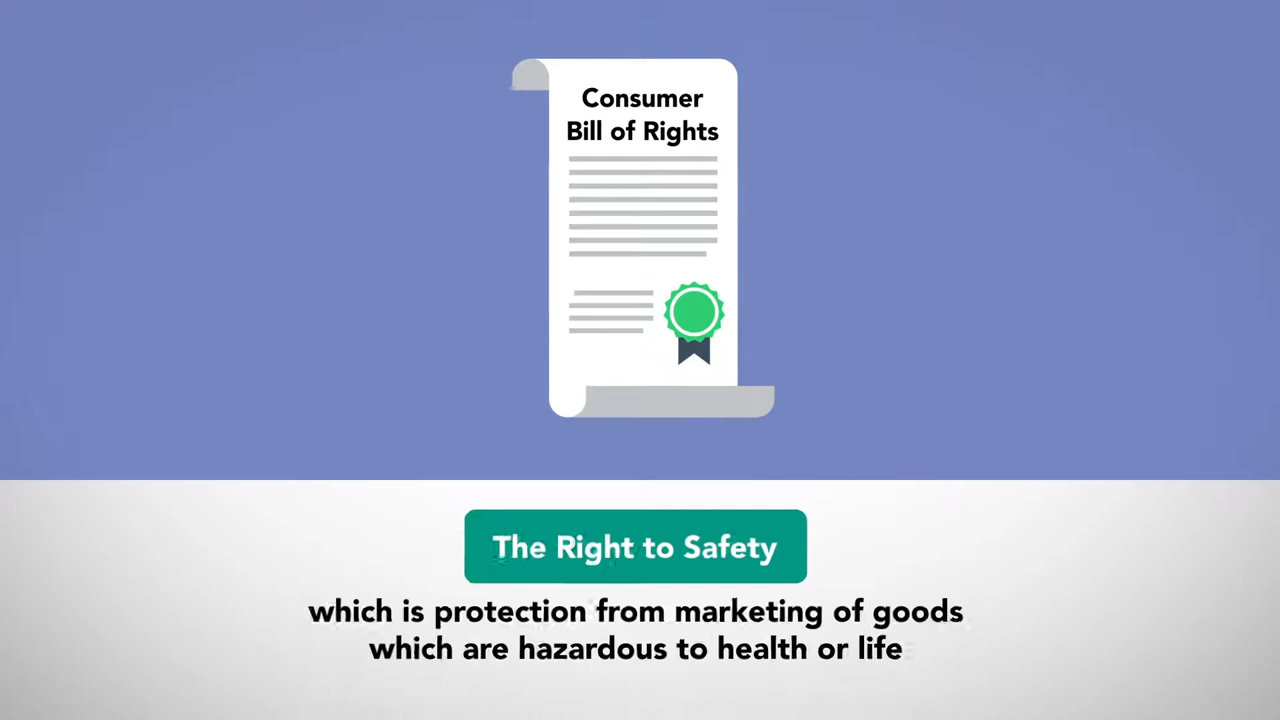 Consumer
Bill of Rights
The Right to Safety
which is protection from marketing of goods
which are hazardous to health or life